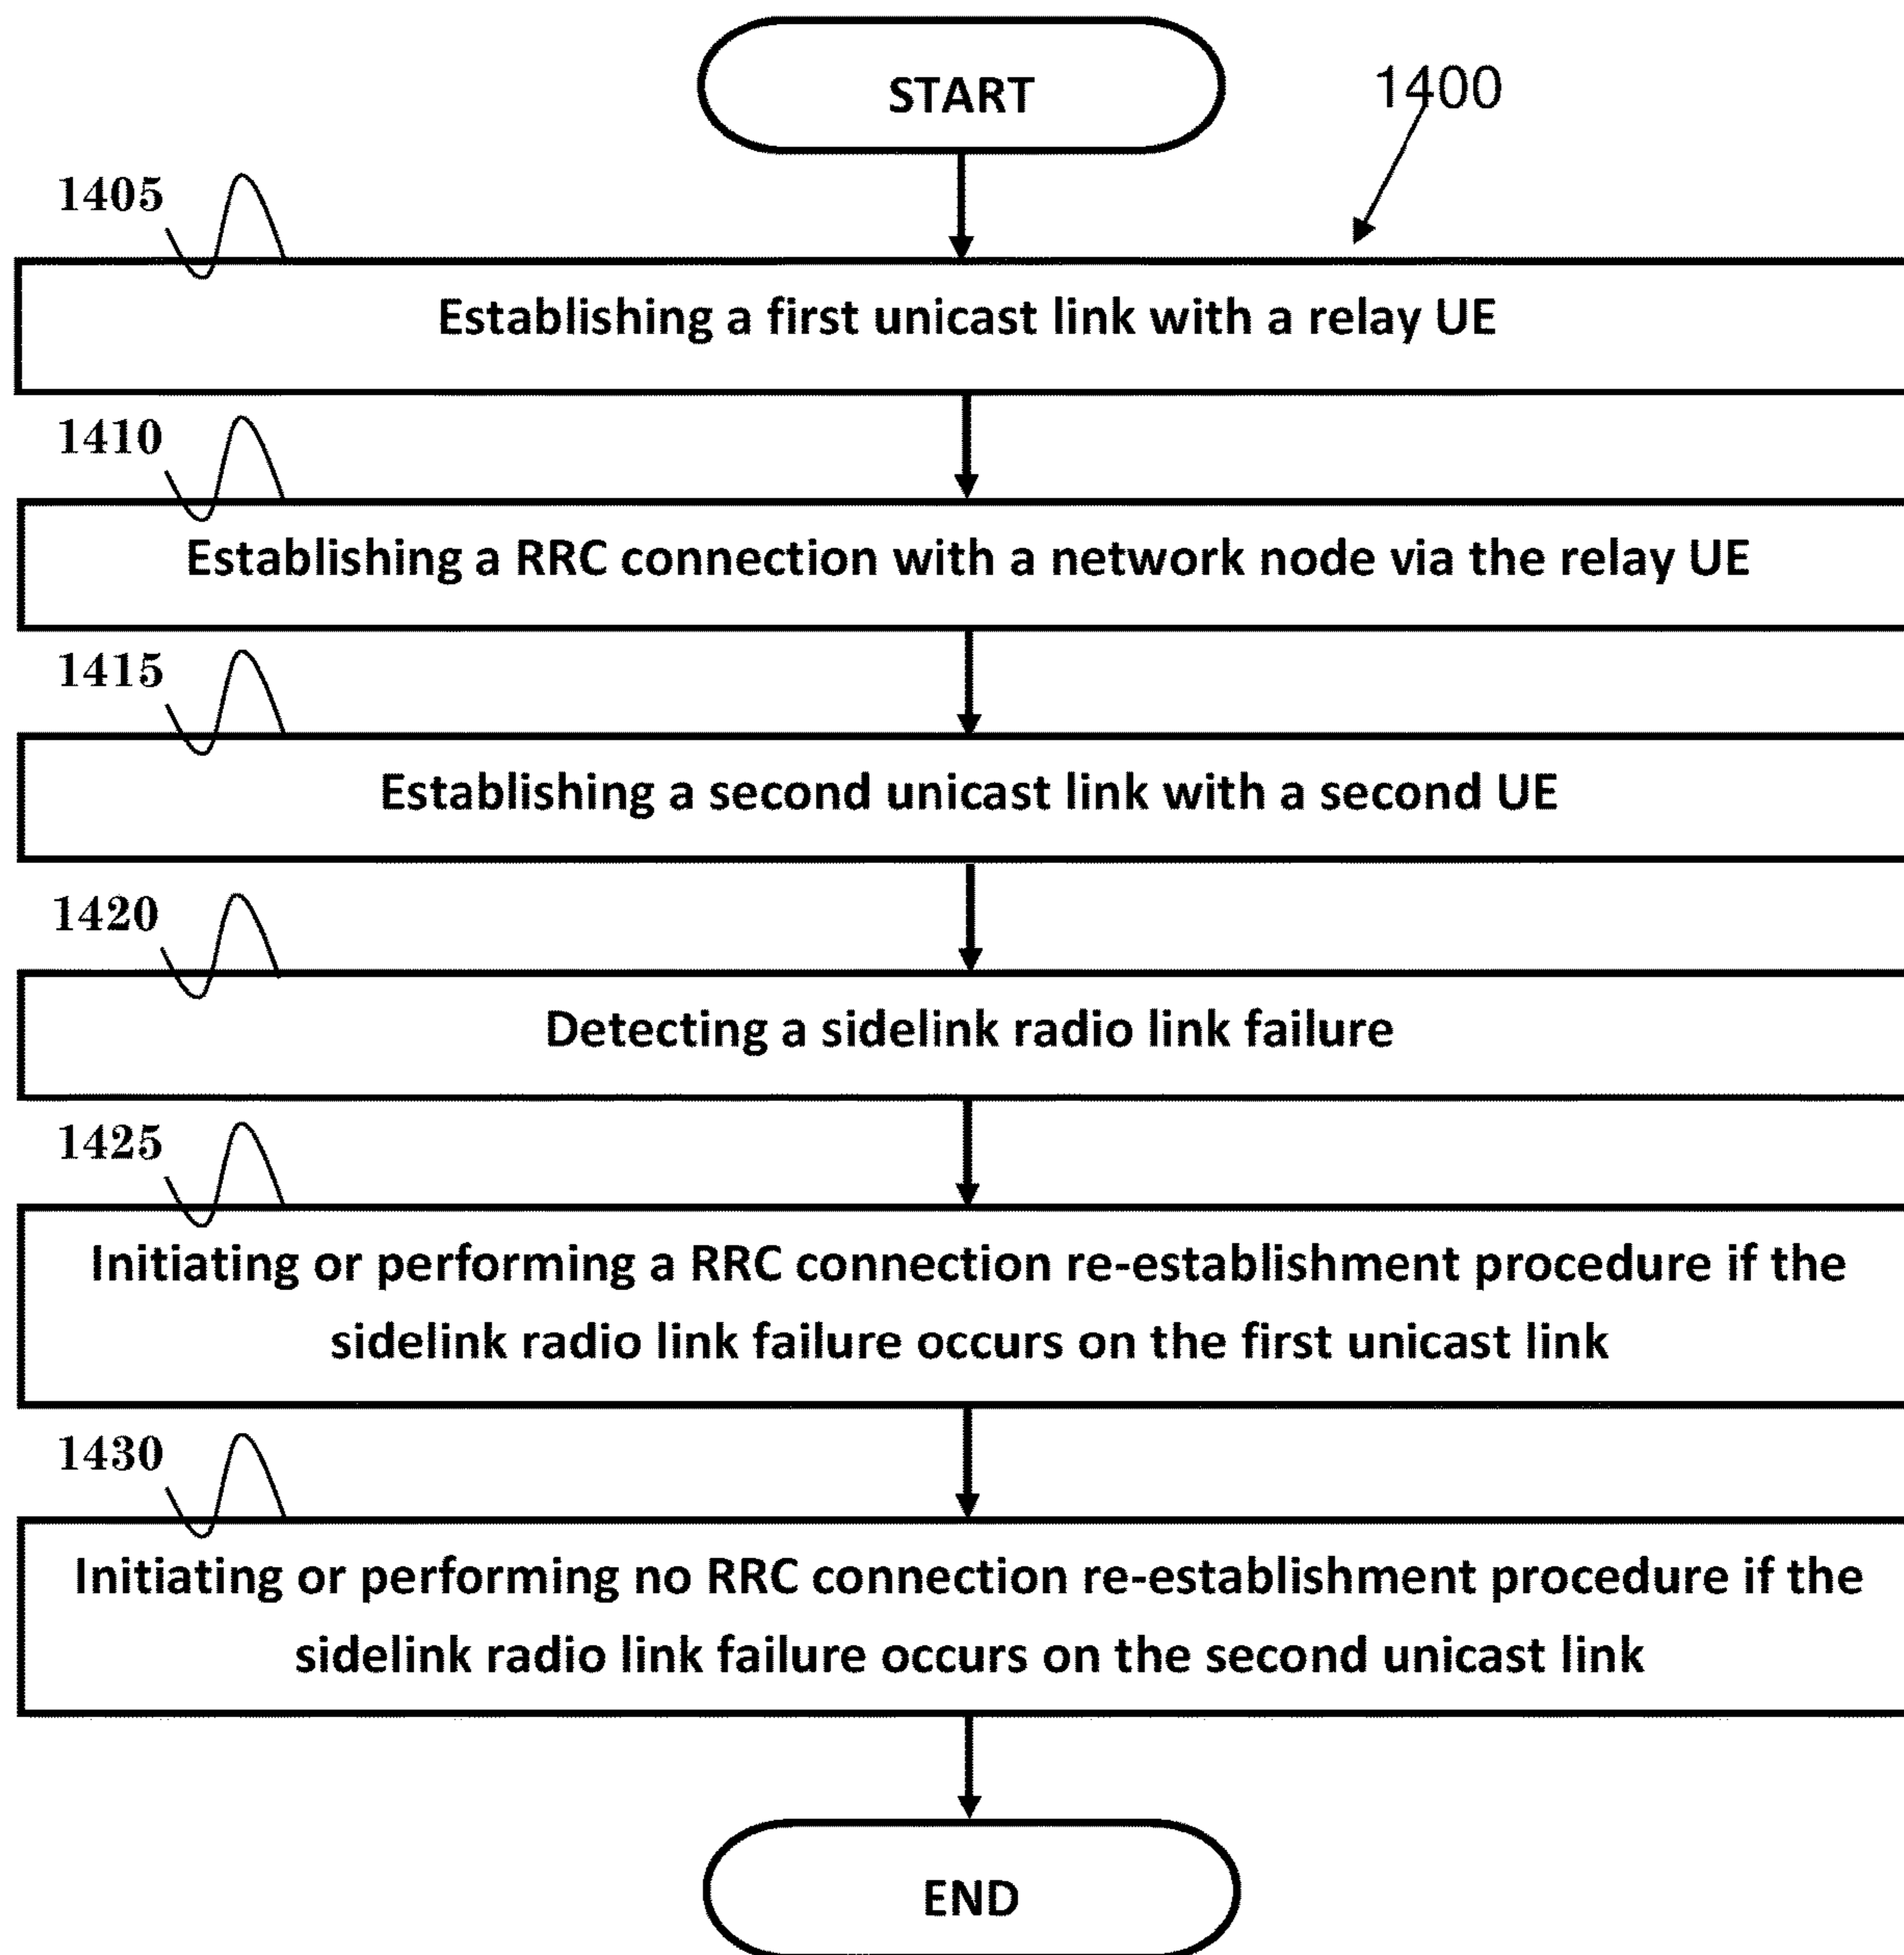 START
1400
1405
Establishing a first unicast link with a relay UE
1410
Establishing a RRC connection with a network node via the relay UE
1415
Establishing a second unicast link with a second UE
1420
Detecting a sidelink radio link failure
1425
Initiating or performing a RRC connection re-establishment procedure if the
sidelink radio link failure occurs on the first unicast link
1430
Initiating or performing no RRC connection re-establishment procedure if the
sidelink radio link failure occurs on the second unicast link
END